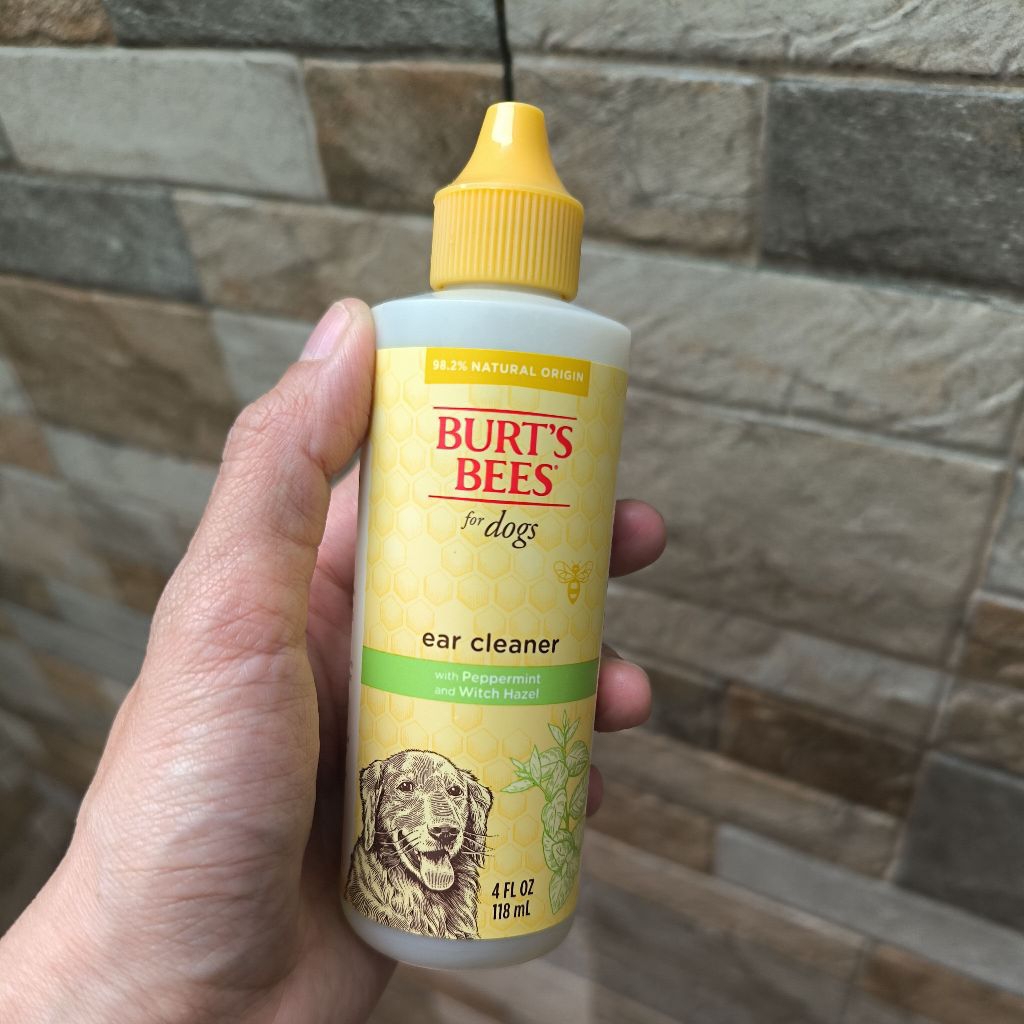 98.2% NATURAL ORIGIN
BURT'S
BEES®
for dogs
ear cleaner
with Peppermint
and Witch Hazel
4 FL OZ
118 mL